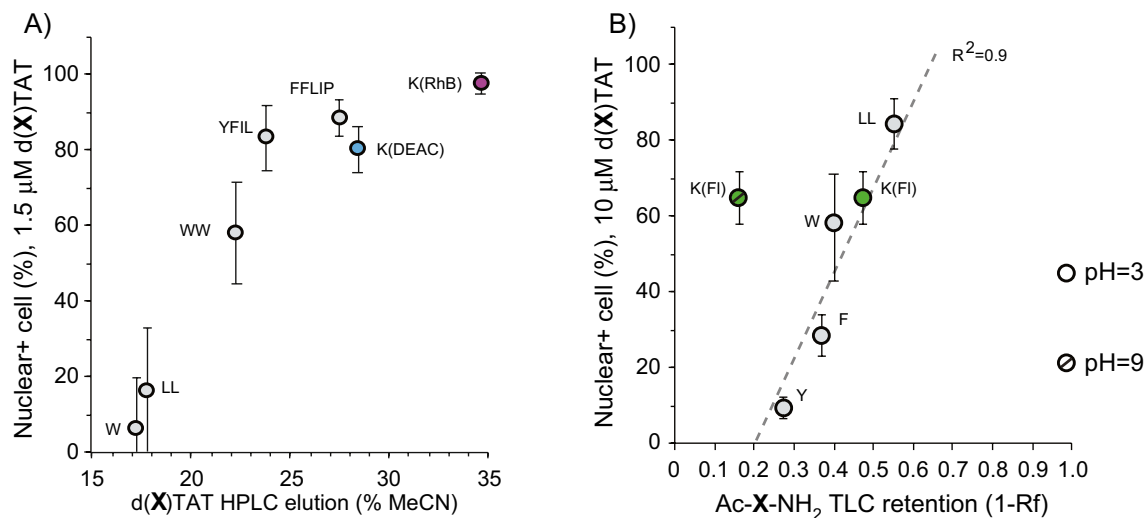 A)
Nuclear+ cell (%), 1.5 μM d(X)TAT
100
80
60
40
20
0
K(RhB)
FFLIP
YFIL
K(DEAC)
WW
LL
W
15 20 25 30 35
d(X)TAT HPLC elution (% MeCN)
B)
Nuclear+ cell (%), 10 μM d(X)TAT
100
80
60
40
20
0
R²=0.9
LL
K(Fl) K(Fl)
W
F
Y
pH=3
pH=9
0 0.1 0.2 0.3 0.4 0.5 0.6 0.7 0.8 0.9 1.0
Ac-X-NH₂ TLC retention (1-Rf)